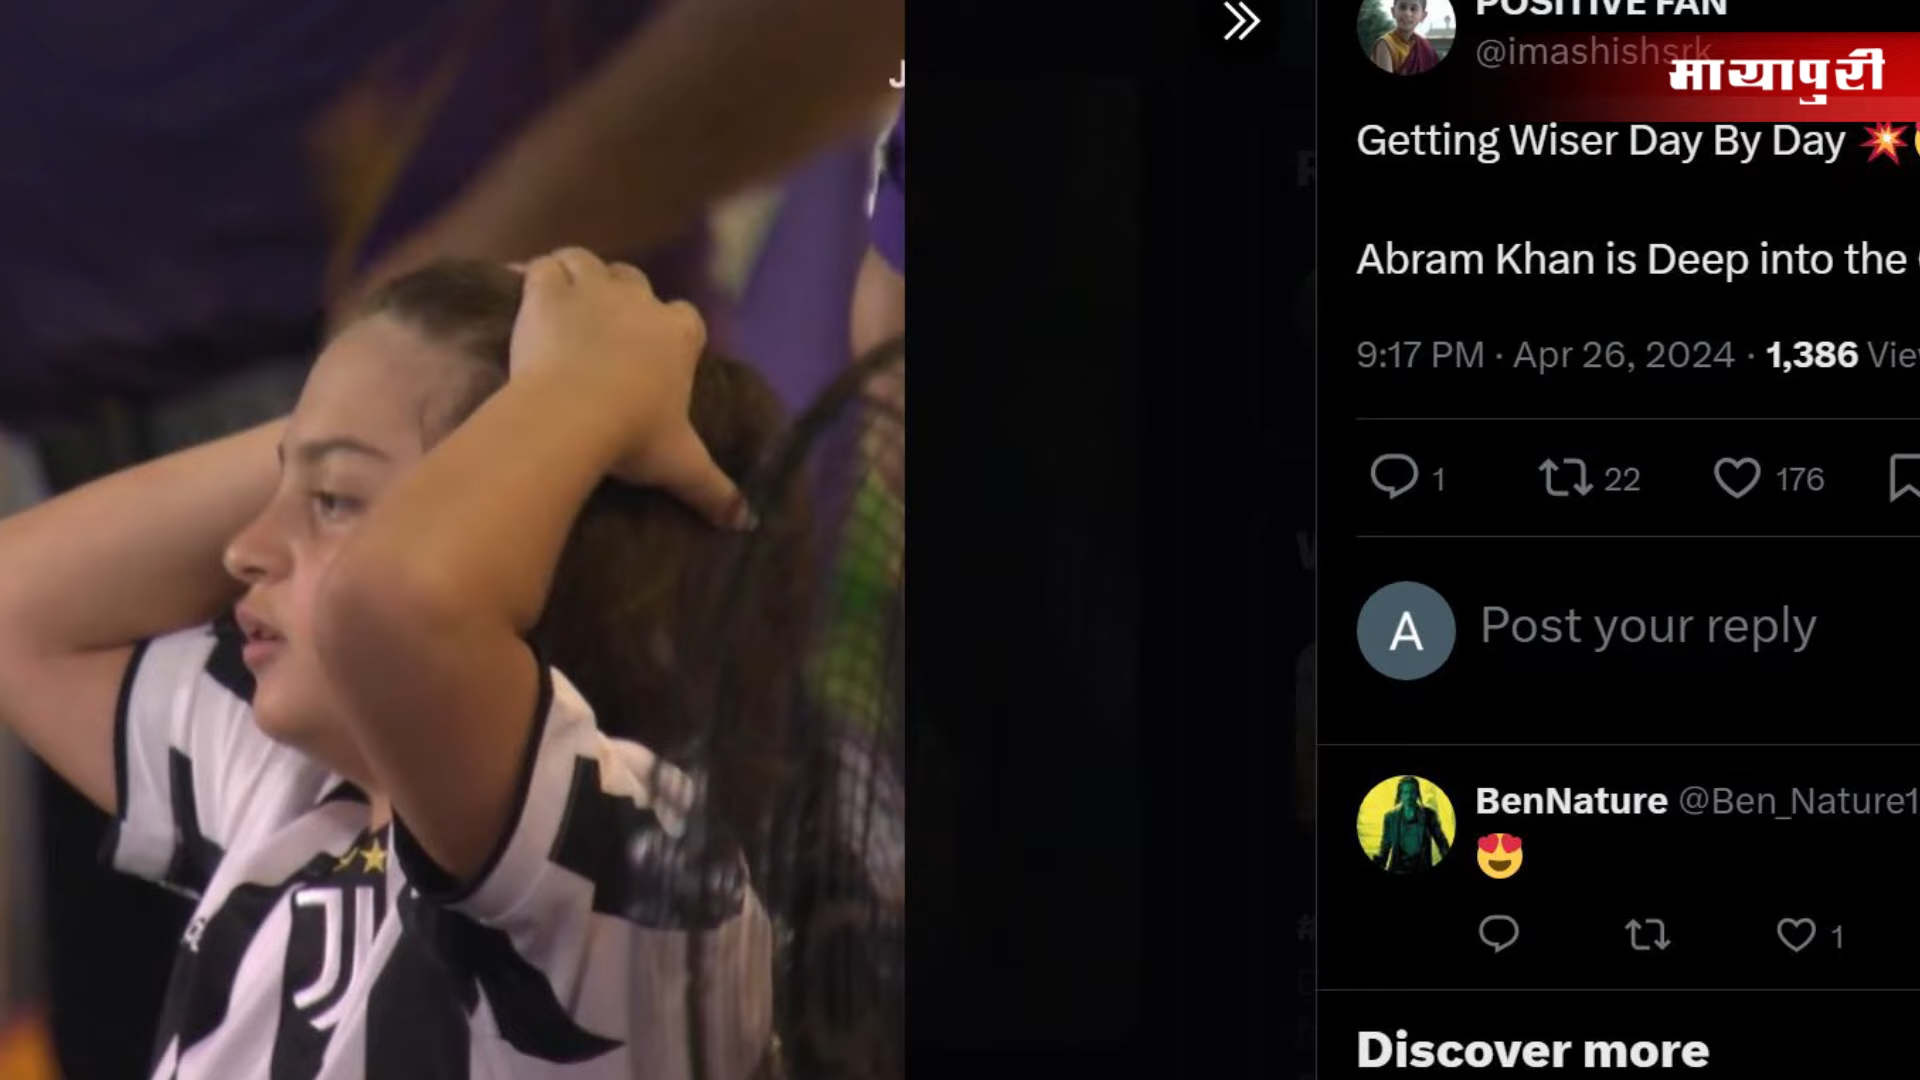 POSITIVE FAN
@imashishsrk
मायापुरी
Getting Wiser Day By Day 💥
Abram Khan is Deep into the
9:17 PM · Apr 26, 2024 · 1,386 Vie
1 22 176
A Post your reply
BenNature @Ben_Nature1
😍
1
Discover more